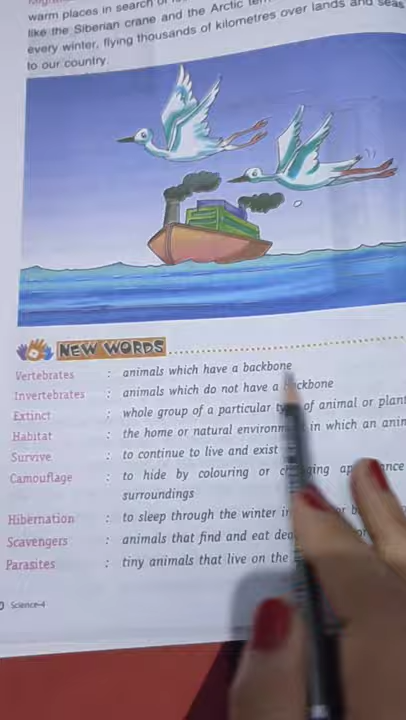 warm places in search of
like the Siberian crane and the Arctic
every winter, flying thousands of kilometres over lands and seas
to our country.
NEW WORDS
Vertebrates : animals which have a backbone
Invertebrates : animals which do not have a backbone
Extinct : whole group of a particular of animal or plant
Habitat : the home or natural in which an
Survive : to continue to live and exist
Camouflage : to hide by colouring or
surroundings
Hibernation : to sleep through the winter
Scavengers : animals that find and eat
Parasites : tiny animals that live on the
Science-4